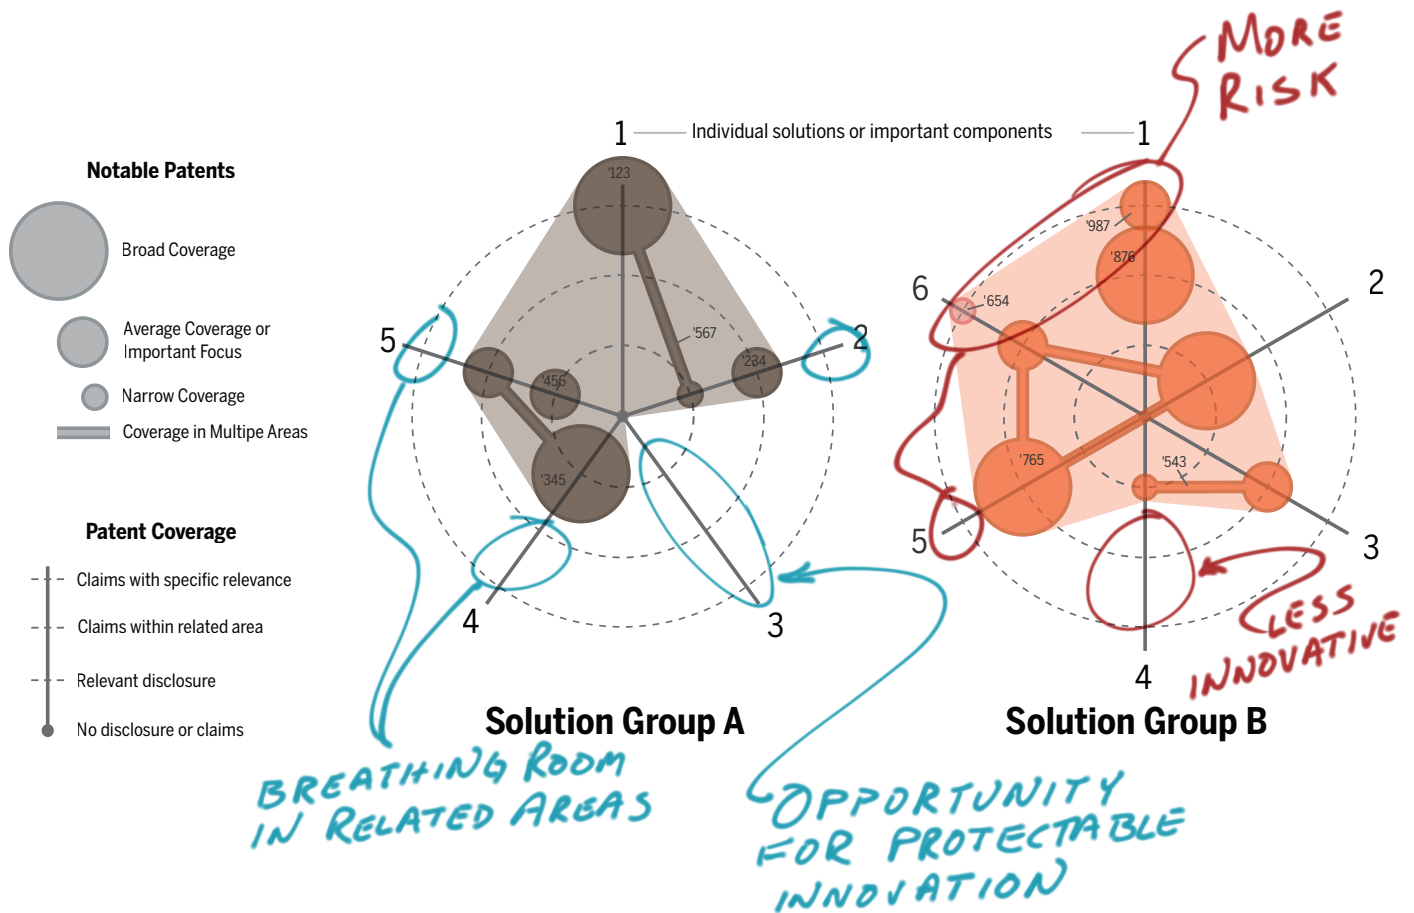 MORE
RISK
1
Individual solutions or important components
1
Notable Patents
Broad Coverage
Average Coverage or
Important Focus
Narrow Coverage
Coverage in Multipe Areas
Patent Coverage
Claims with specific relevance
Claims within related area
Relevant disclosure
No disclosure or claims
'123
'567
'234
'456
'345
5
2
4
3
Solution Group A
'987
'876
'654
'765
'543
6
2
5
3
4
LESS
INNOVATIVE
Solution Group B
BREATHING ROOM
IN RELATED AREAS
OPPORTUNITY
FOR PROTECTABLE
INNOVATION